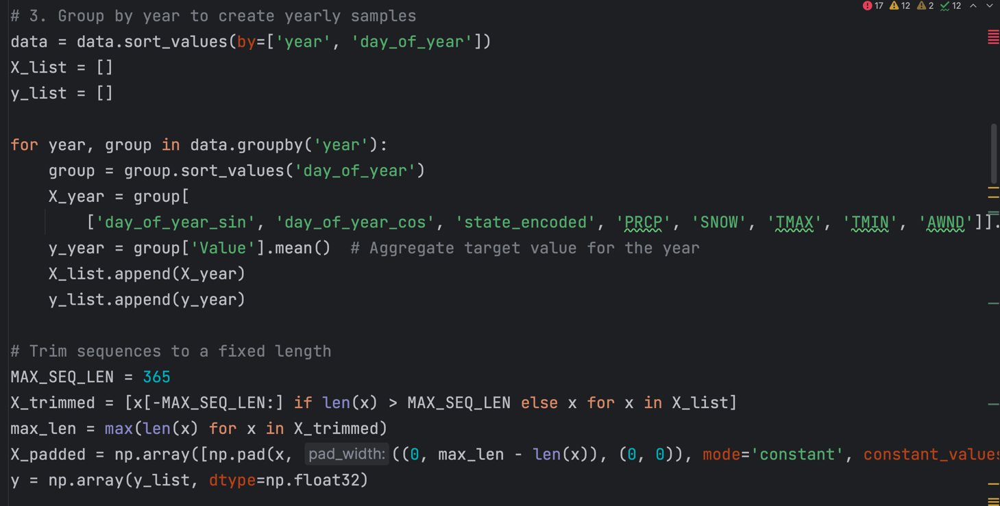 17 12 2 12
# 3. Group by year to create yearly samples
data = data.sort_values(by=['year', 'day_of_year'])
X_list = []
y_list = []
for year, group in data.groupby('year'):
    group = group.sort_values('day_of_year')
    X_year = group[
        ['day_of_year_sin', 'day_of_year_cos', 'state_encoded', 'PRCP', 'SNOW', 'TMAX', 'TMIN', 'AWND']].
    y_year = group['Value'].mean()  # Aggregate target value for the year
    X_list.append(X_year)
    y_list.append(y_year)
# Trim sequences to a fixed length
MAX_SEQ_LEN = 365
X_trimmed = [x[-MAX_SEQ_LEN:] if len(x) > MAX_SEQ_LEN else x for x in X_list]
max_len = max(len(x) for x in X_trimmed)
X_padded = np.array([np.pad(x, pad_width: ((0, max_len - len(x)), (0, 0)), mode='constant', constant_values
y = np.array(y_list, dtype=np.float32)